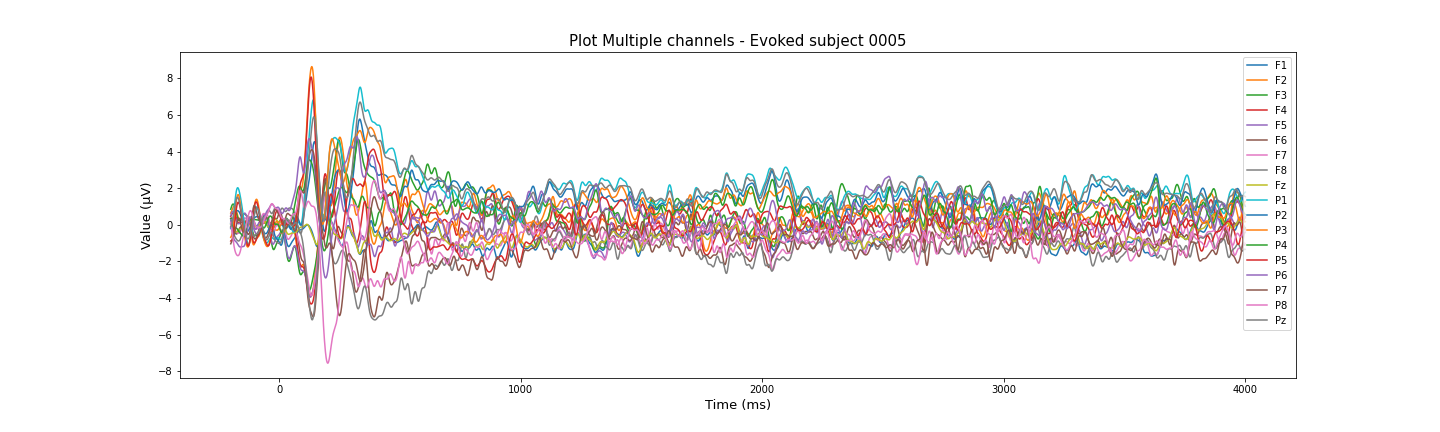 Plot Multiple channels - Evoked subject 0005
Value (μV)
8
6
4
2
0
−2
−4
−6
−8
F1
F2
F3
F4
F5
F6
F7
F8
Fz
P1
P2
P3
P4
P5
P6
P7
P8
Pz
0 1000 2000 3000 4000
Time (ms)